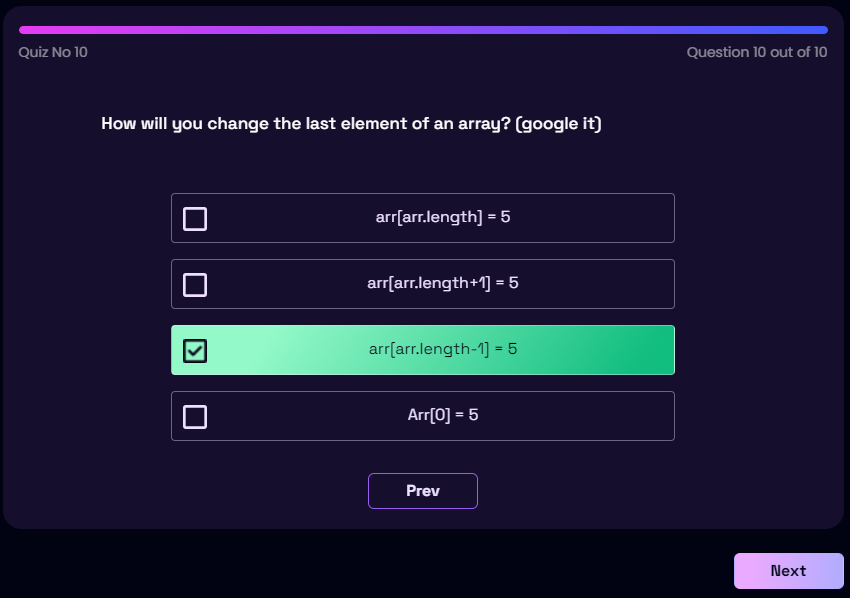 Quiz No 10
Question 10 out of 10
How will you change the last element of an array? (google it)
arr[arr.length] = 5
arr[arr.length+1] = 5
arr[arr.length-1] = 5
Arr[0] = 5
Prev
Next